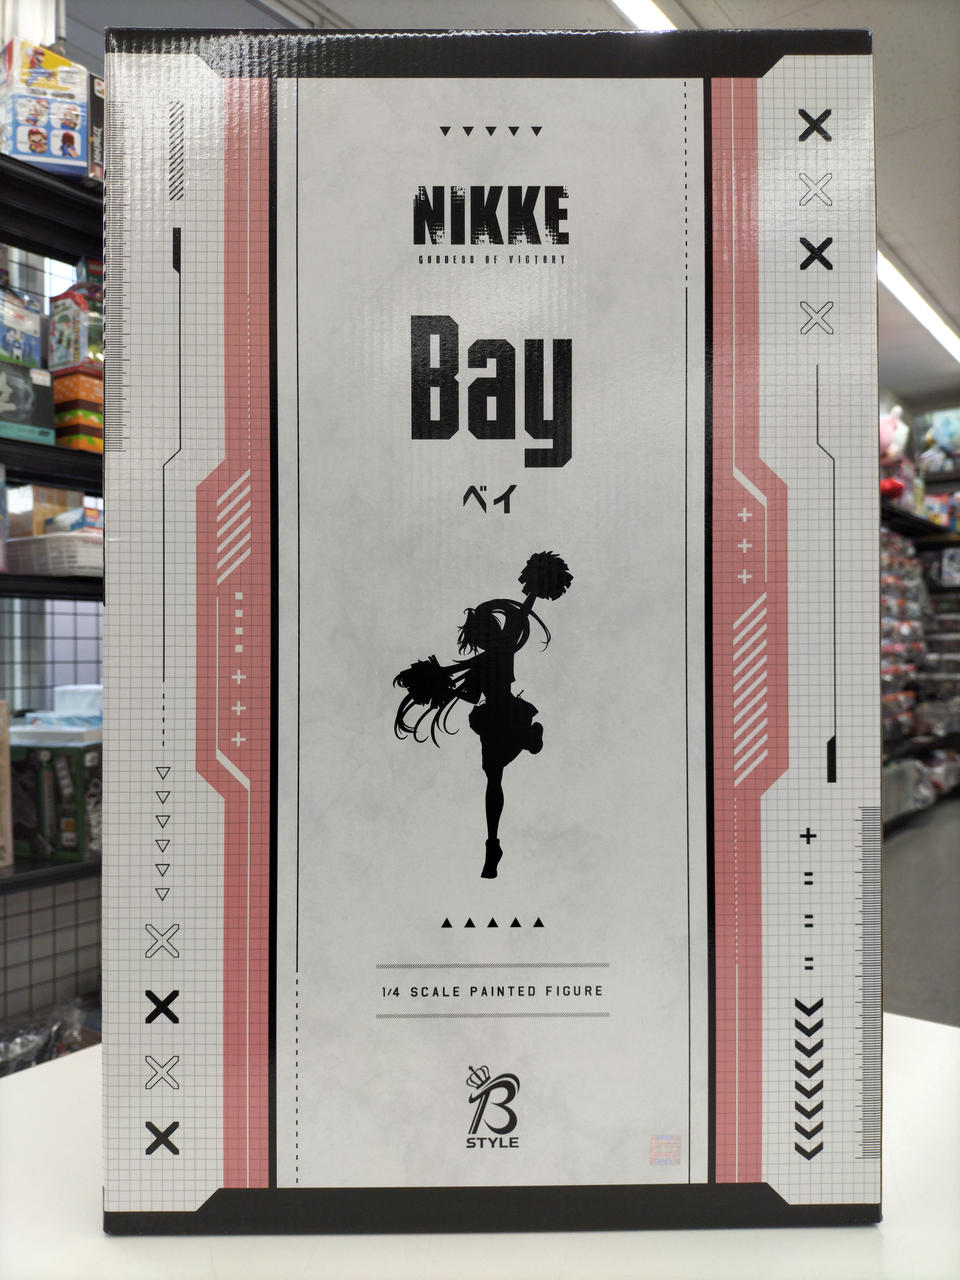 NIKKE
GODDESS OF VICTORY
Bay
ベイ
1/4 SCALE PAINTED FIGURE
B
STYLE